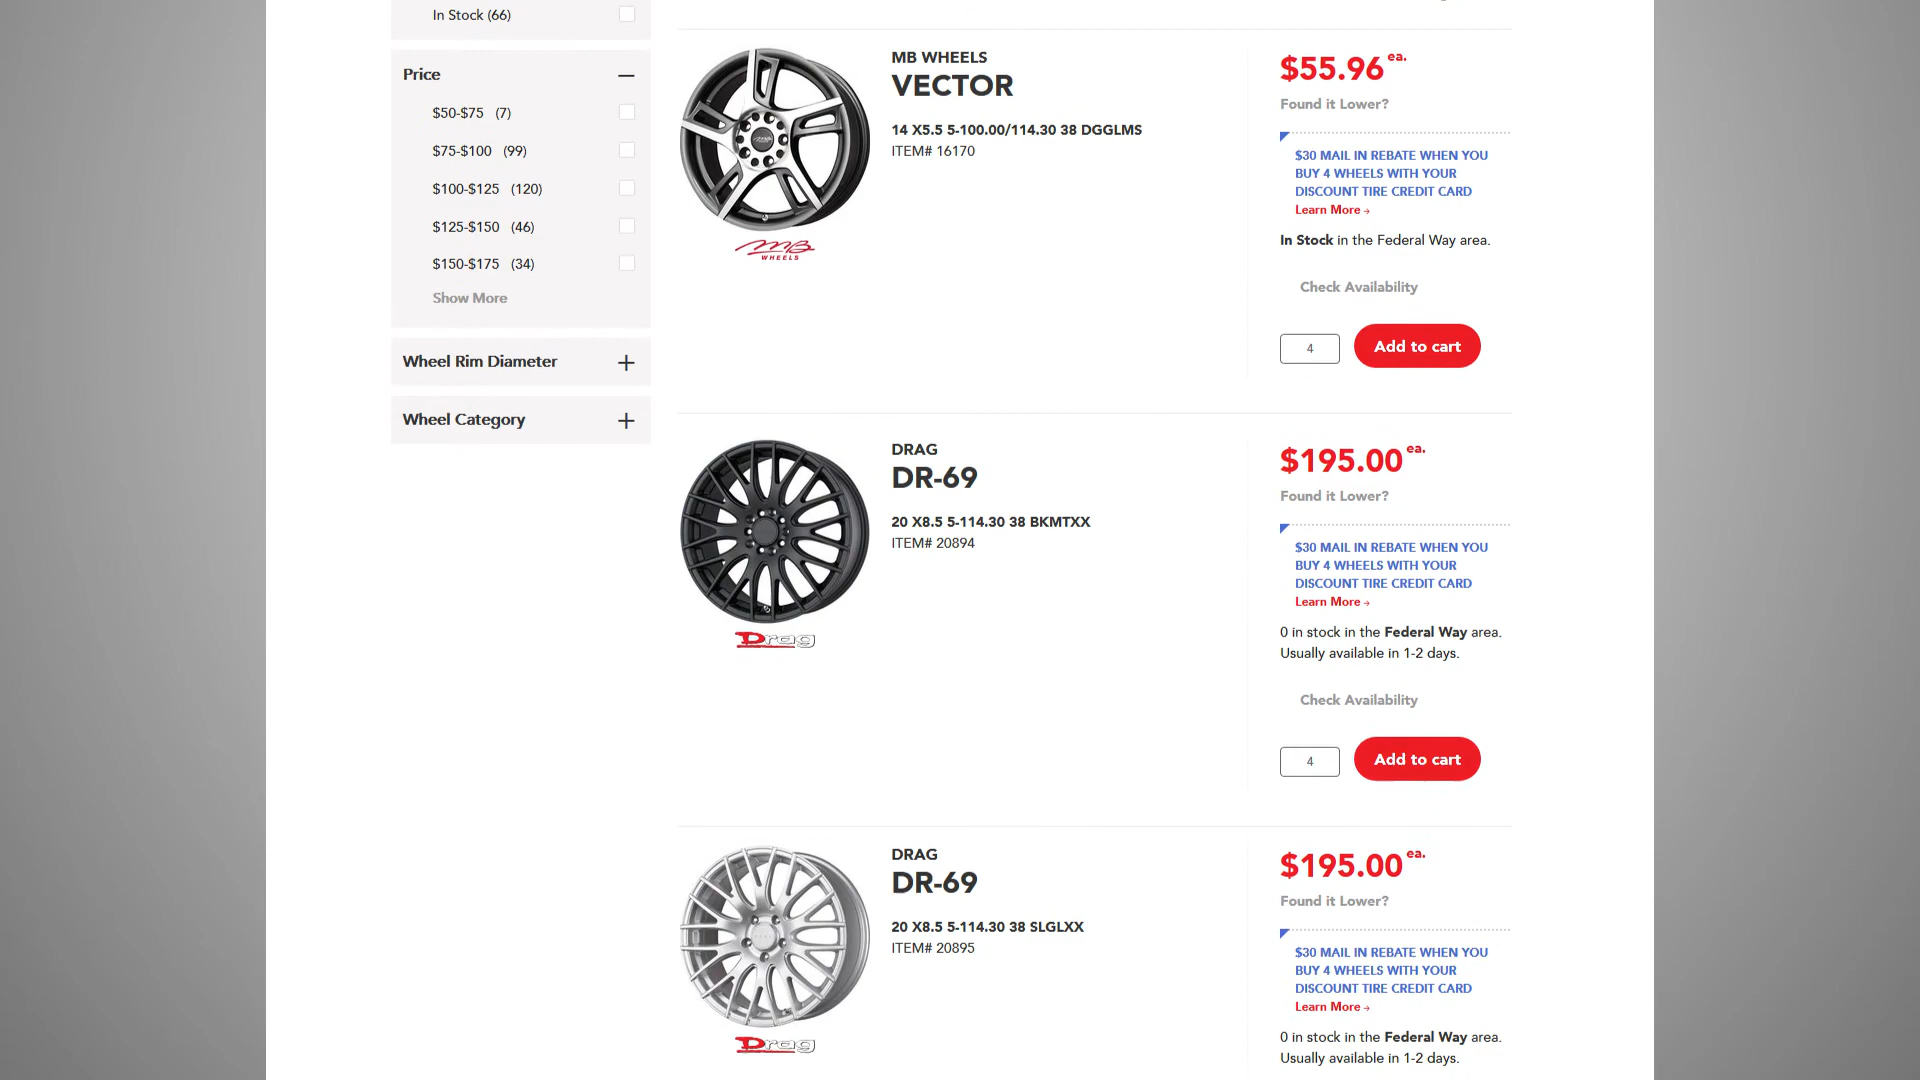 In Stock (66)
Price
$50-$75 (7)
$75-$100 (99)
$100-$125 (120)
$125-$150 (46)
$150-$175 (34)
Show More
Wheel Rim Diameter
Wheel Category
MB WHEELS
VECTOR
14 X5.5 5-100.00/114.30 38 DGGLMS
ITEM# 16170
MB
WHEELS
$55.96 ea.
Found it Lower?
$30 MAIL IN REBATE WHEN YOU
BUY 4 WHEELS WITH YOUR
DISCOUNT TIRE CREDIT CARD
Learn More →
In Stock in the Federal Way area.
Check Availability
4
Add to cart
DRAG
DR-69
20 X8.5 5-114.30 38 BKMTXX
ITEM# 20894
Drag
$195.00 ea.
Found it Lower?
$30 MAIL IN REBATE WHEN YOU
BUY 4 WHEELS WITH YOUR
DISCOUNT TIRE CREDIT CARD
Learn More →
0 in stock in the Federal Way area.
Usually available in 1-2 days.
Check Availability
4
Add to cart
DRAG
DR-69
20 X8.5 5-114.30 38 SLGLXX
ITEM# 20895
Drag
$195.00 ea.
Found it Lower?
$30 MAIL IN REBATE WHEN YOU
BUY 4 WHEELS WITH YOUR
DISCOUNT TIRE CREDIT CARD
Learn More →
0 in stock in the Federal Way area.
Usually available in 1-2 days.